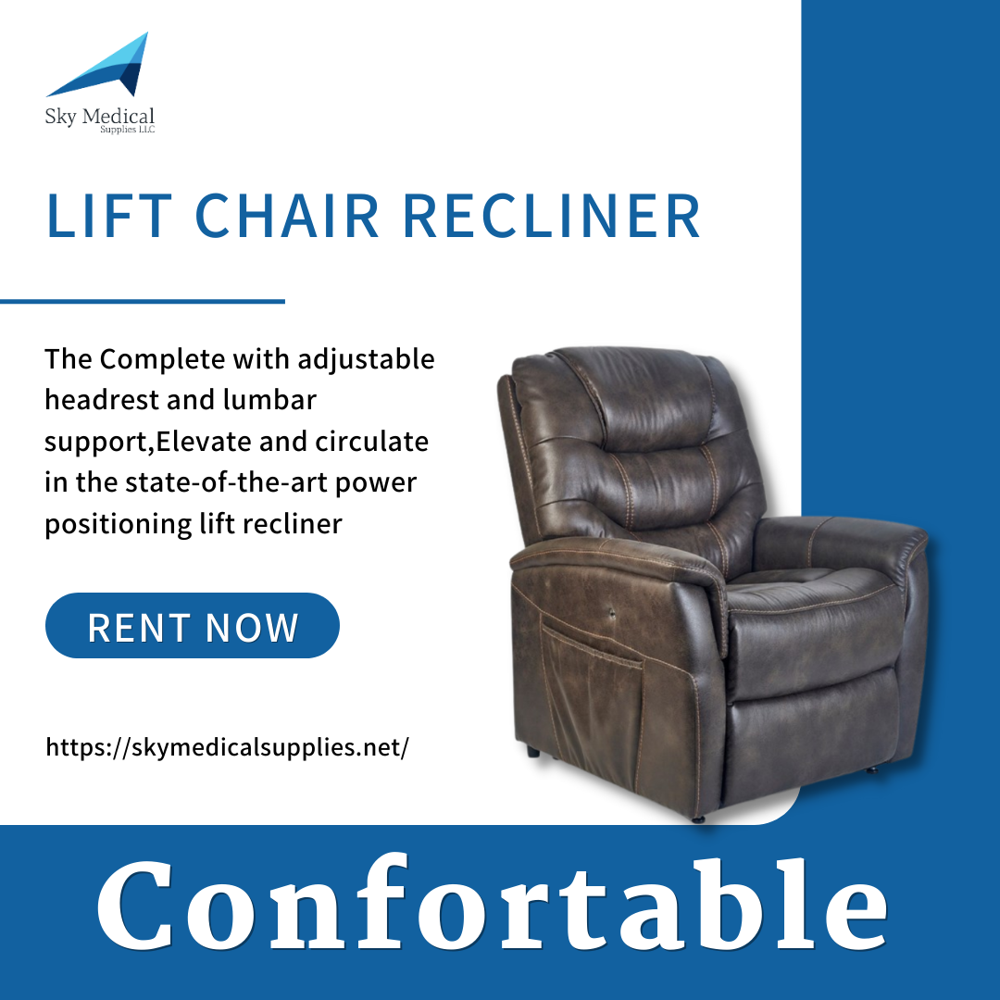 Sky Medical
Supplies LLC
LIFT CHAIR RECLINER
The Complete with adjustable
headrest and lumbar
support,Elevate and circulate
in the state-of-the-art power
positioning lift recliner
RENT NOW
https://skymedicalsupplies.net/
Confortable